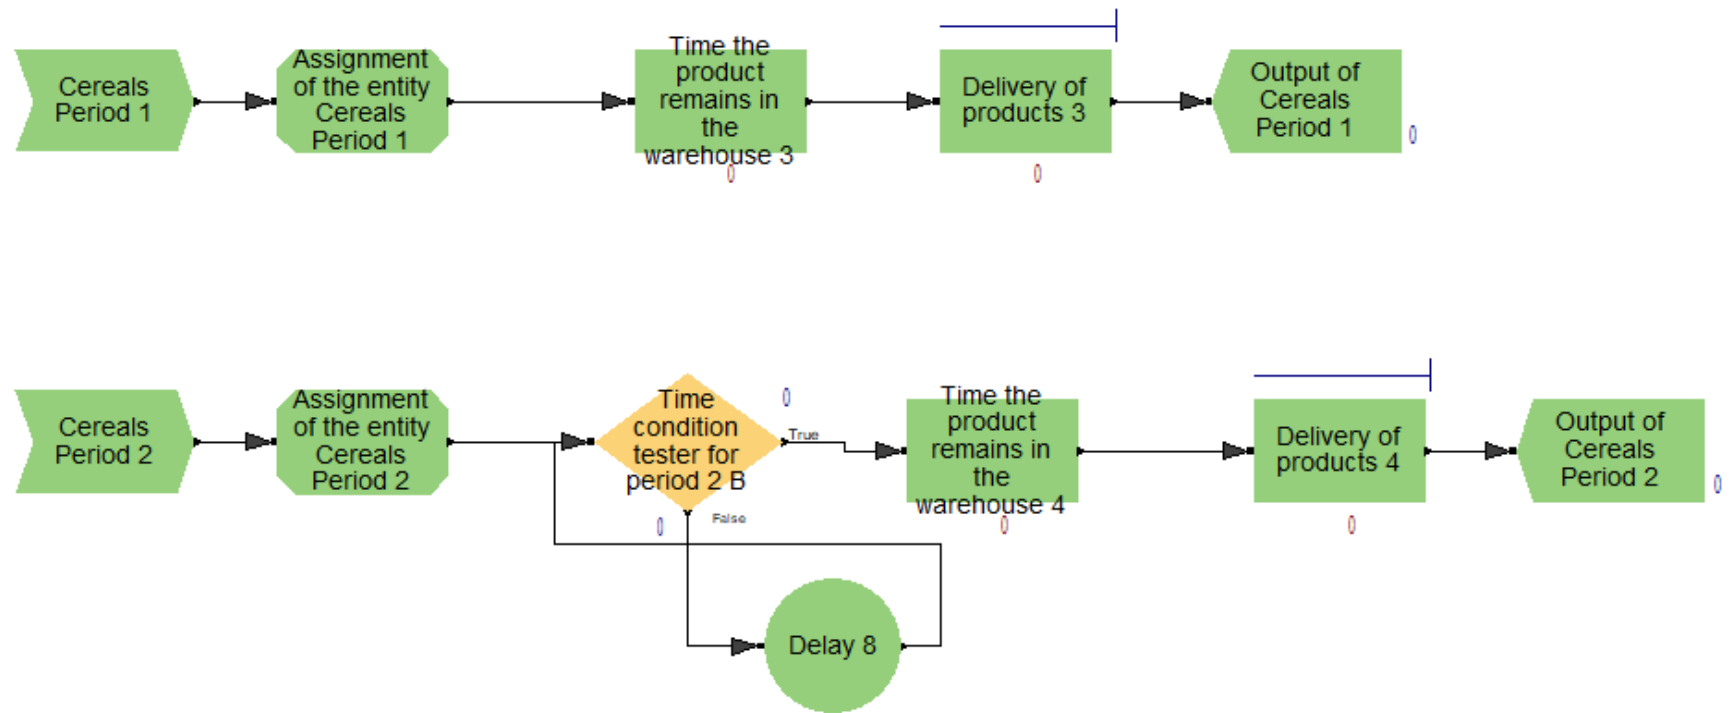 Cereals
Period 1
Assignment
of the entity
Cereals
Period 1
Time the
product
remains in
the
warehouse 3
0
Delivery of
products 3
0
Output of
Cereals
Period 1
0
Cereals
Period 2
Assignment
of the entity
Cereals
Period 2
Time
condition
tester for
period 2 B
0
True
0
False
Delay 8
Time the
product
remains in
the
warehouse 4
0
Delivery of
products 4
0
Output of
Cereals
Period 2
0